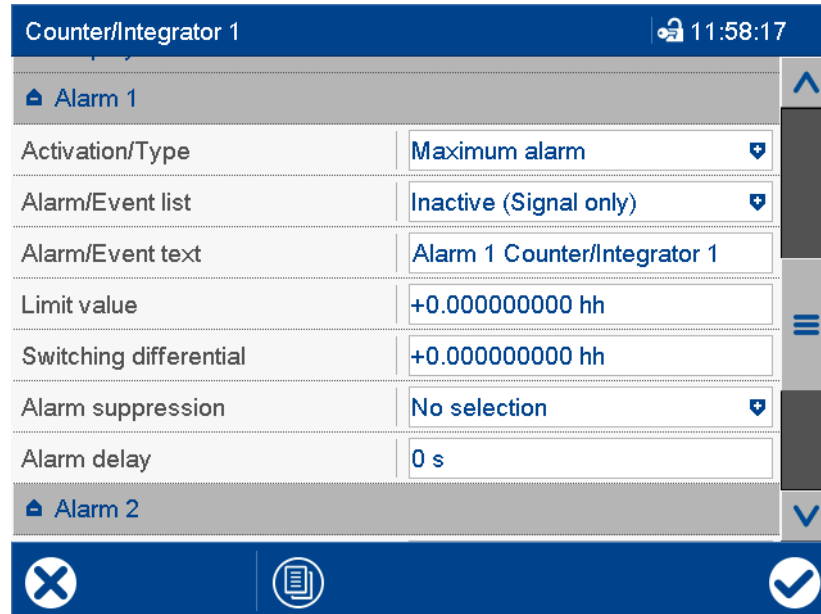 Counter/Integrator 1 11:58:17
Alarm 1
Activation/Type Maximum alarm
Alarm/Event list Inactive (Signal only)
Alarm/Event text Alarm 1 Counter/Integrator 1
Limit value +0.000000000 hh
Switching differential +0.000000000 hh
Alarm suppression No selection
Alarm delay 0 s
Alarm 2